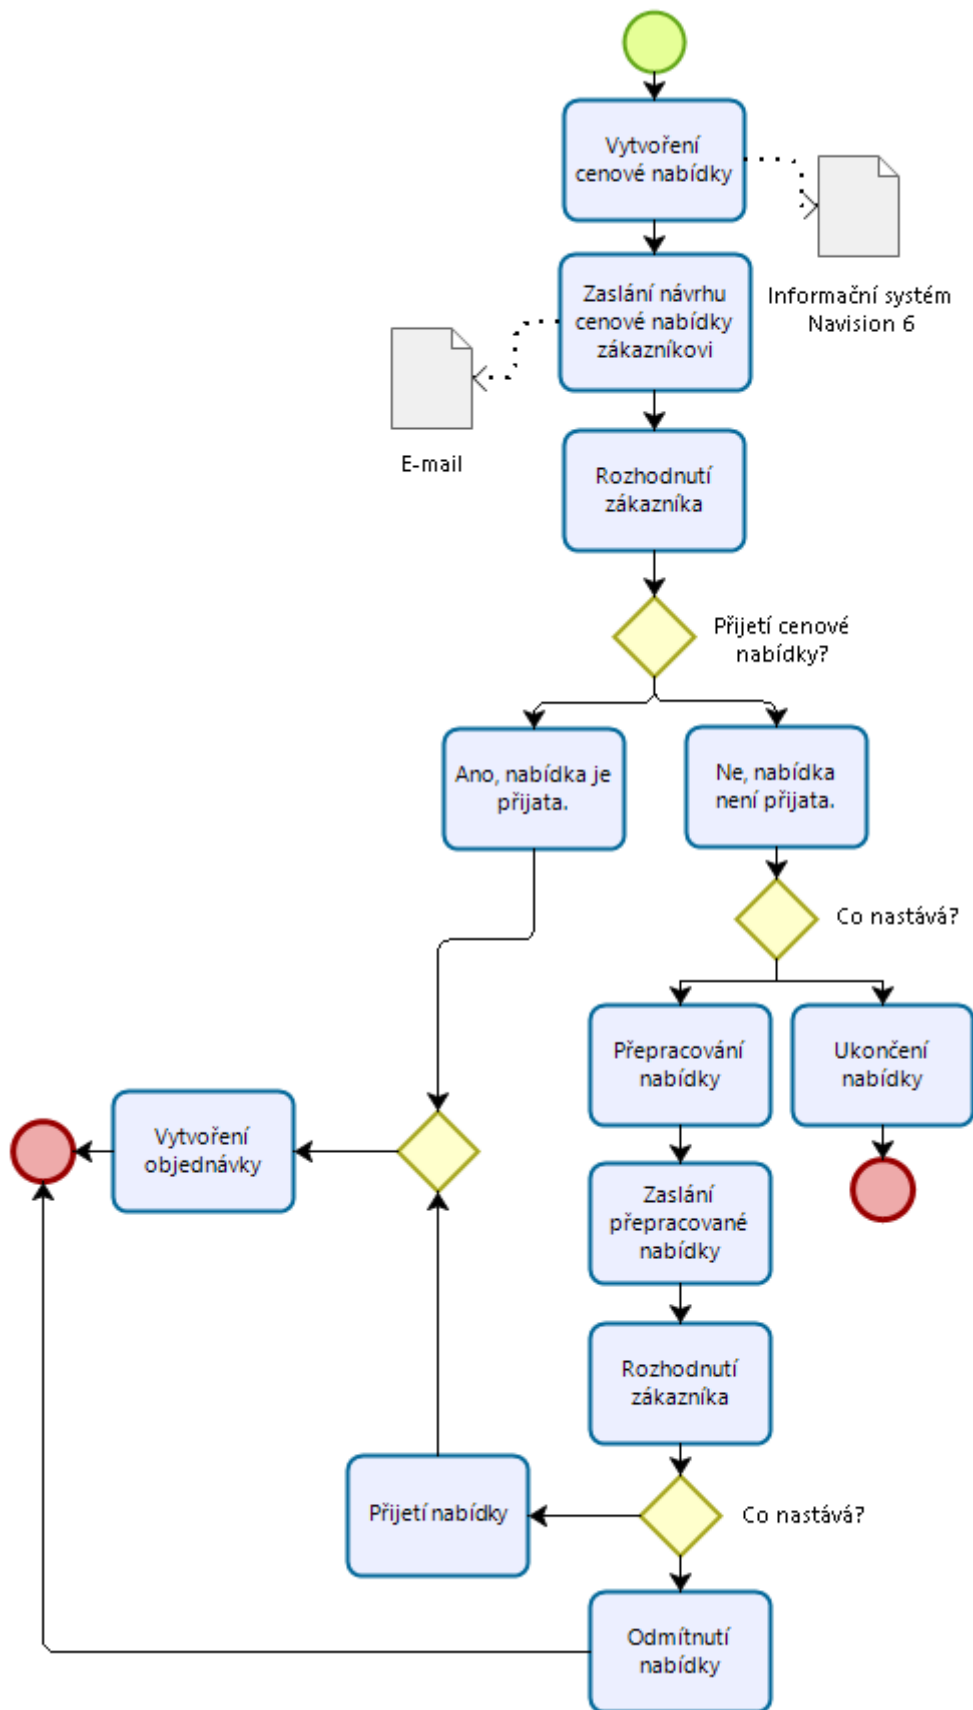 Vytvoření
cenové nabídky
Informační systém
Navision 6
Zaslání návrhu
cenové nabídky
zákazníkovi
E-mail
Rozhodnutí
zákazníka
Přijetí cenové
nabídky?
Ano, nabídka je
přijata.
Ne, nabídka
není přijata.
Co nastává?
Přepracování
nabídky
Ukončení
nabídky
Vytvoření
objednávky
Zaslání
přepracované
nabídky
Rozhodnutí
zákazníka
Přijetí nabídky
Co nastává?
Odmítnutí
nabídky